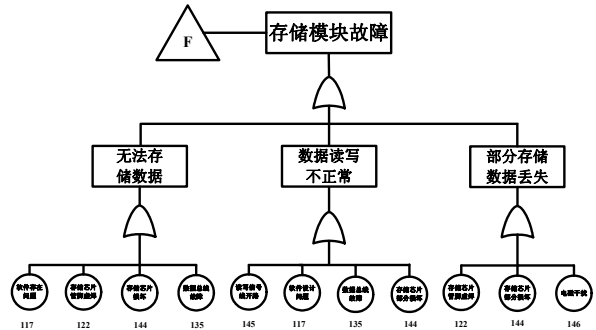 F
存储模块故障
无法存
储数据
数据读写
不正常
部分存储
数据丢失
软件存在
问题
存储芯片
管脚虚焊
存储芯片
损坏
数据总线
故障
读写信号
线开路
软件设计
问题
数据总线
故障
存储芯片
部分损坏
存储芯片
管脚虚焊
存储芯片
部分损坏
电磁干扰
117
122
144
135
145
117
135
144
122
144
146